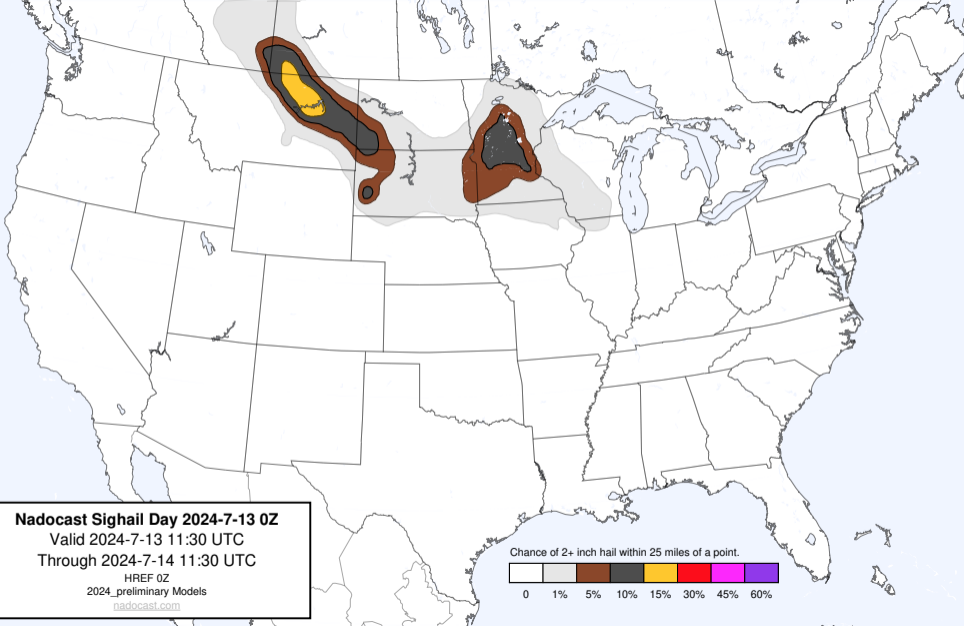 Nadocast Sighail Day 2024-7-13 0Z
Valid 2024-7-13 11:30 UTC
Through 2024-7-14 11:30 UTC
HREF 0Z
2024_preliminary Models
nadocast.com
Chance of 2+ inch hail within 25 miles of a point.
0 1% 5% 10% 15% 30% 45% 60%